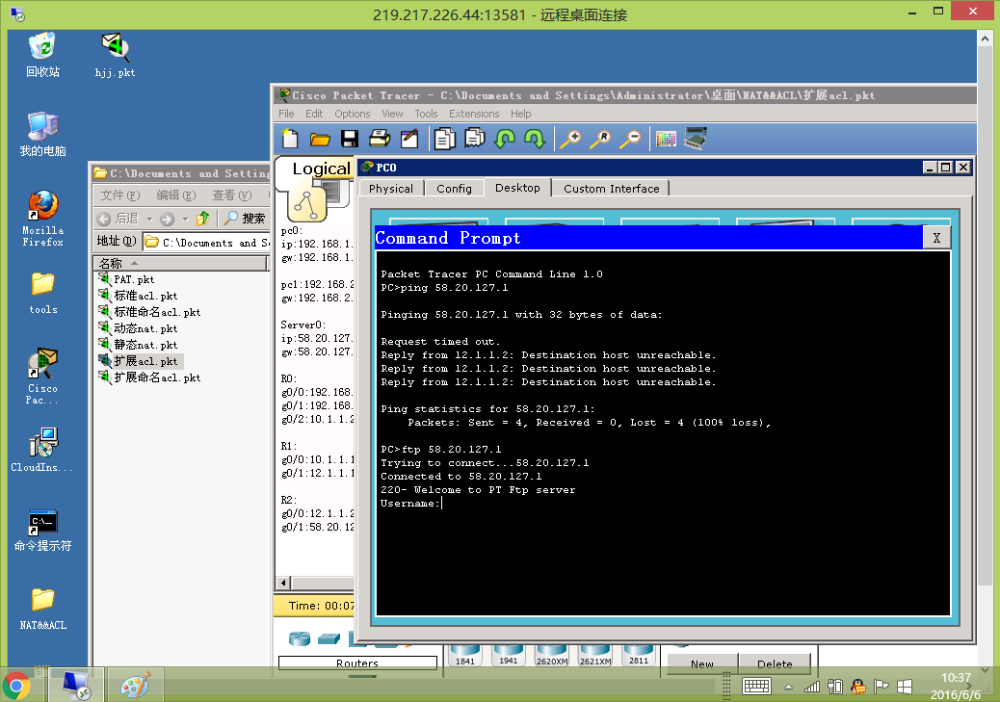 219.217.226.44:13581 - 远程桌面连接
回收站
hjj.pkt
我的电脑
Mozilla
Firefox
tools
Cisco
Pac...
CloudIns...
命令提示符
NAT&&ACL
C:\Documents and Setting
文件(F) 编辑(E) 查看(V)
后退 搜索
地址(D) C:\Documents and S
名称
PAT.pkt
标准acl.pkt
标准命名acl.pkt
动态nat.pkt
静态nat.pkt
扩展acl.pkt
扩展命名acl.pkt
Cisco Packet Tracer - C:\Documents and Settings\Administrator\桌面\NAT&&ACL\扩展acl.pkt
File Edit Options View Tools Extensions Help
Logical
pc0:
ip:192.168.1.
gw:192.168.1.
pc1:192.168.2
gw:192.168.2.
Server0:
ip:58.20.127.
gw:58.20.127.
R0:
g0/0:192.168.
g0/1:192.168.
g0/2:10.1.1.2
R1:
g0/0:10.1.1.1
g0/1:12.1.1.1
R2:
g0/0:12.1.1.2
g0/1:58.20.12
Time: 00:07
Routers
1841 1941 2620XM 2621XM 2811
New Delete
PC0
Physical Config Desktop Custom Interface
Command Prompt X
Packet Tracer PC Command Line 1.0
PC>ping 58.20.127.1
Pinging 58.20.127.1 with 32 bytes of data:
Request timed out.
Reply from 12.1.1.2: Destination host unreachable.
Reply from 12.1.1.2: Destination host unreachable.
Reply from 12.1.1.2: Destination host unreachable.
Ping statistics for 58.20.127.1:
Packets: Sent = 4, Received = 0, Lost = 4 (100% loss),
PC>ftp 58.20.127.1
Trying to connect...58.20.127.1
Connected to 58.20.127.1
220- Welcome to PT Ftp server
Username:
10:37
2016/6/6